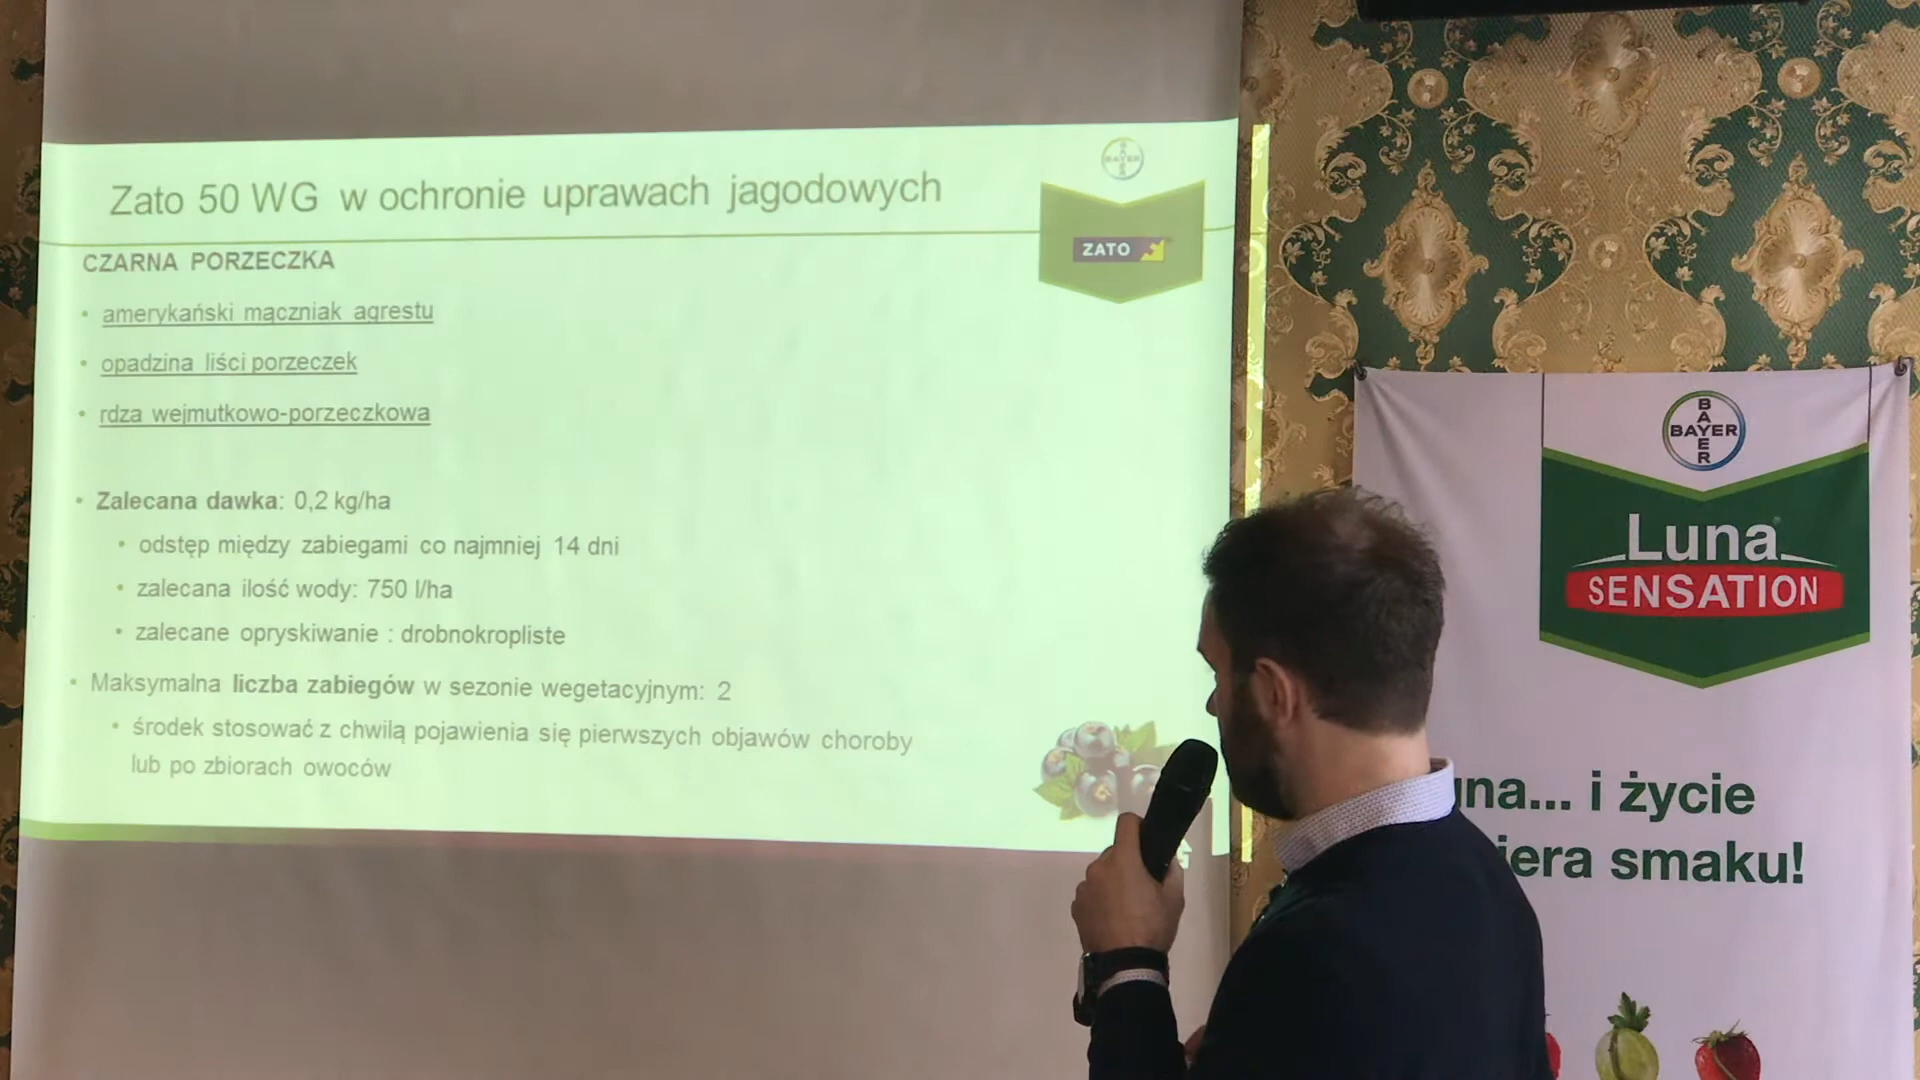 Zato 50 WG w ochronie uprawach jagodowych
BAYER
BAYER
ZATO
CZARNA PORZECZKA
• amerykański mączniak agrestu
• opadzina liści porzeczek
• rdza wejmutkowo-porzeczkowa
• Zalecana dawka: 0,2 kg/ha
• odstęp między zabiegami co najmniej 14 dni
• zalecana ilość wody: 750 l/ha
• zalecane opryskiwanie : drobnokropliste
• Maksymalna liczba zabiegów w sezonie wegetacyjnym: 2
• środek stosować z chwilą pojawienia się pierwszych objawów choroby
lub po zbiorach owoców
BAYER
BAYER
Luna
SENSATION
i życie
smaku!